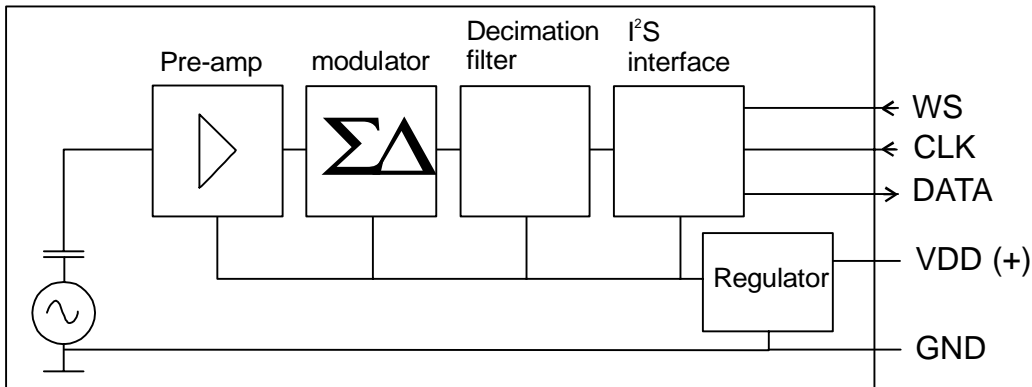 Pre-amp
modulator
Decimation
filter
I²S
interface
ΣΔ
WS
CLK
DATA
VDD (+)
Regulator
GND